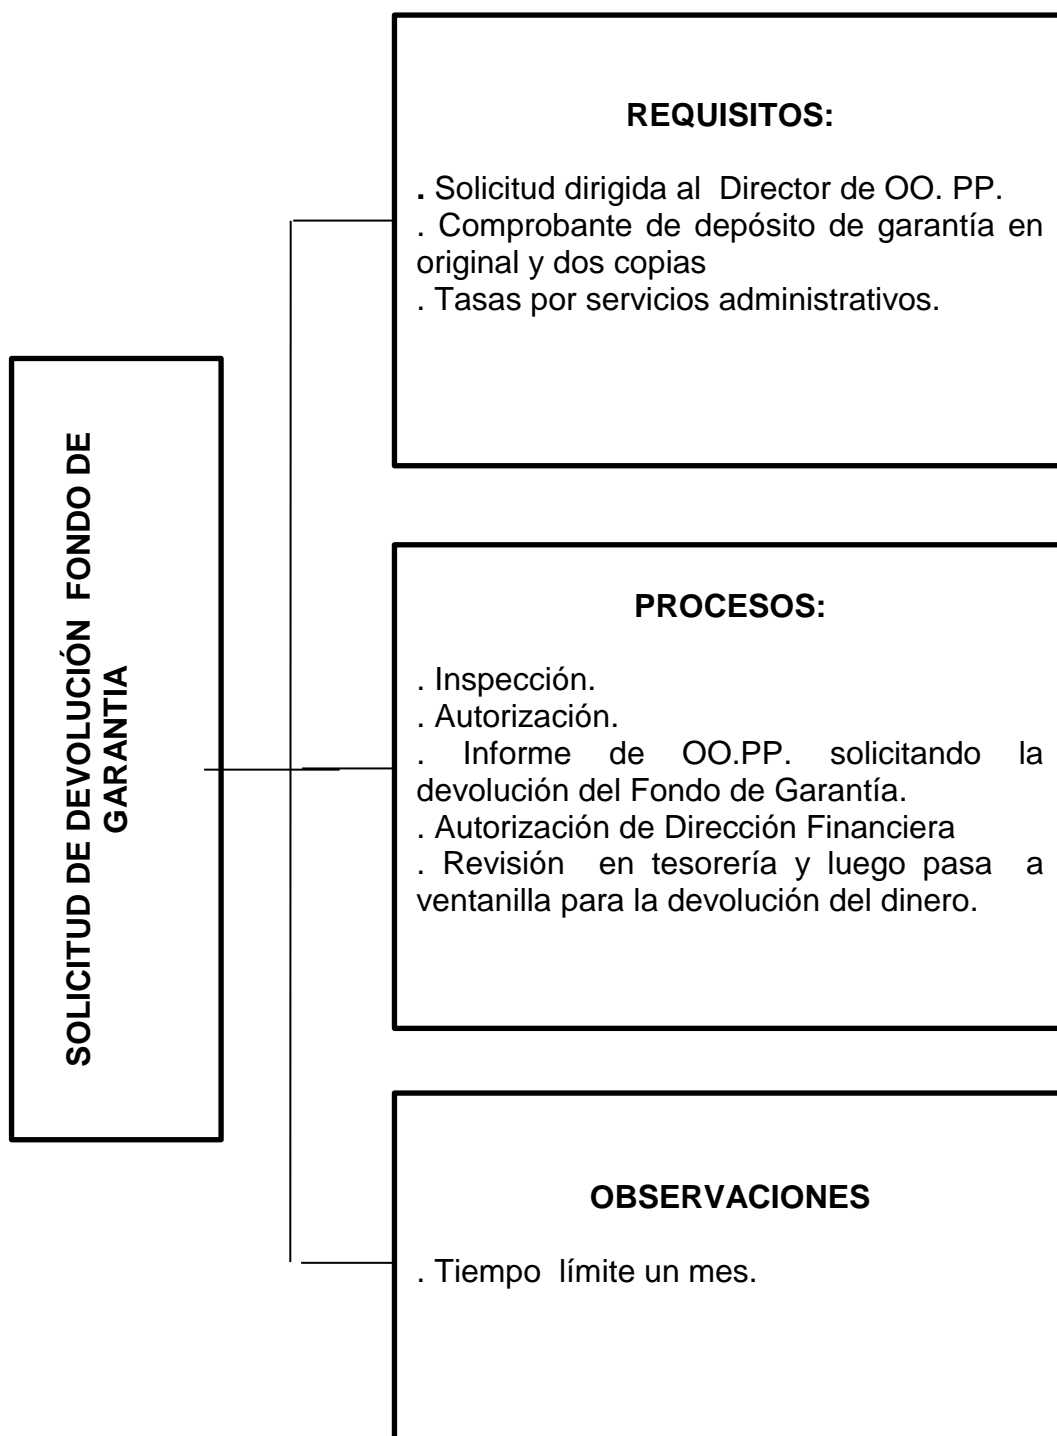 SOLICITUD DE DEVOLUCIÓN  FONDO DE
GARANTIA
REQUISITOS:
. Solicitud dirigida al  Director de OO. PP.
. Comprobante de depósito de garantía en
original y dos copias
. Tasas por servicios administrativos.
PROCESOS:
. Inspección.
. Autorización.
. Informe de OO.PP. solicitando la
devolución del Fondo de Garantía.
. Autorización de Dirección Financiera
. Revisión  en tesorería y luego pasa  a
ventanilla para la devolución del dinero.
OBSERVACIONES
. Tiempo  límite un mes.